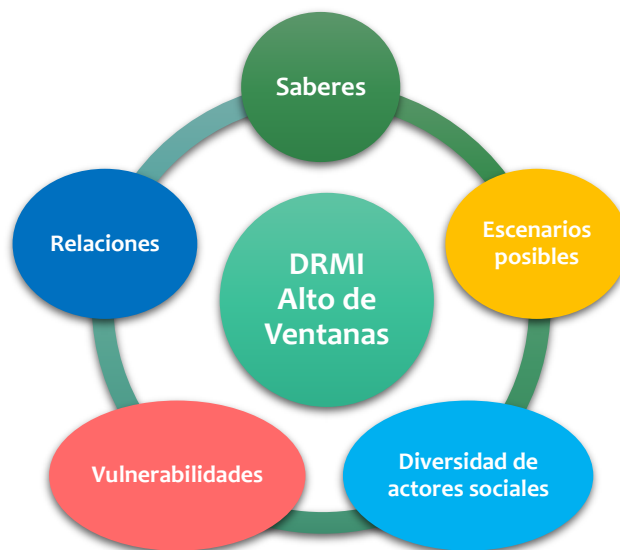 Saberes
Relaciones
Escenarios
posibles
DRMI
Alto de
Ventanas
Vulnerabilidades
Diversidad de
actores sociales